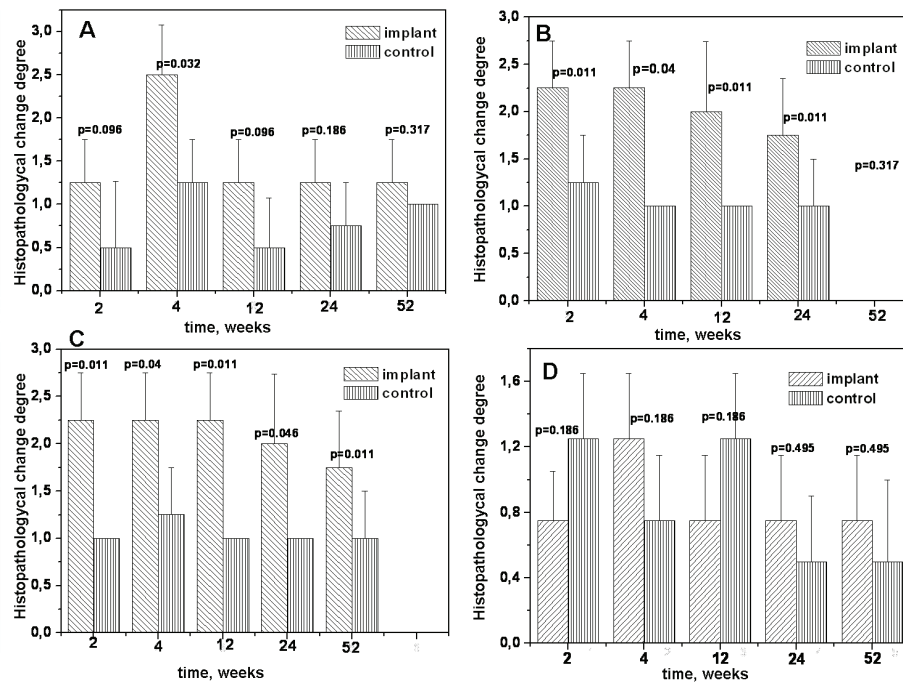 A
implant
control
p=0.096
p=0.032
p=0.096
p=0.186
p=0.317
3,0
2,5
2,0
1,5
1,0
0,5
0,0
Histopathologycal change degree
2
4
12
24
52
time, weeks
B
implant
control
p=0.011
p=0.04
p=0.011
p=0.011
p=0.317
3,0
2,5
2,0
1,5
1,0
0,5
0,0
Histopathologycal change degree
2
4
12
24
52
time, weeks
C
implant
control
p=0.011
p=0.04
p=0.011
p=0.046
p=0.011
3,0
2,5
2,0
1,5
1,0
0,5
0,0
Histopathologycal change degree
2
4
12
24
52
time, weeks
D
implant
control
p=0.186
p=0.186
p=0.186
p=0.495
p=0.495
1,6
1,2
0,8
0,4
0,0
Histopathologycal change degree
2
4
12
24
52
time, weeks